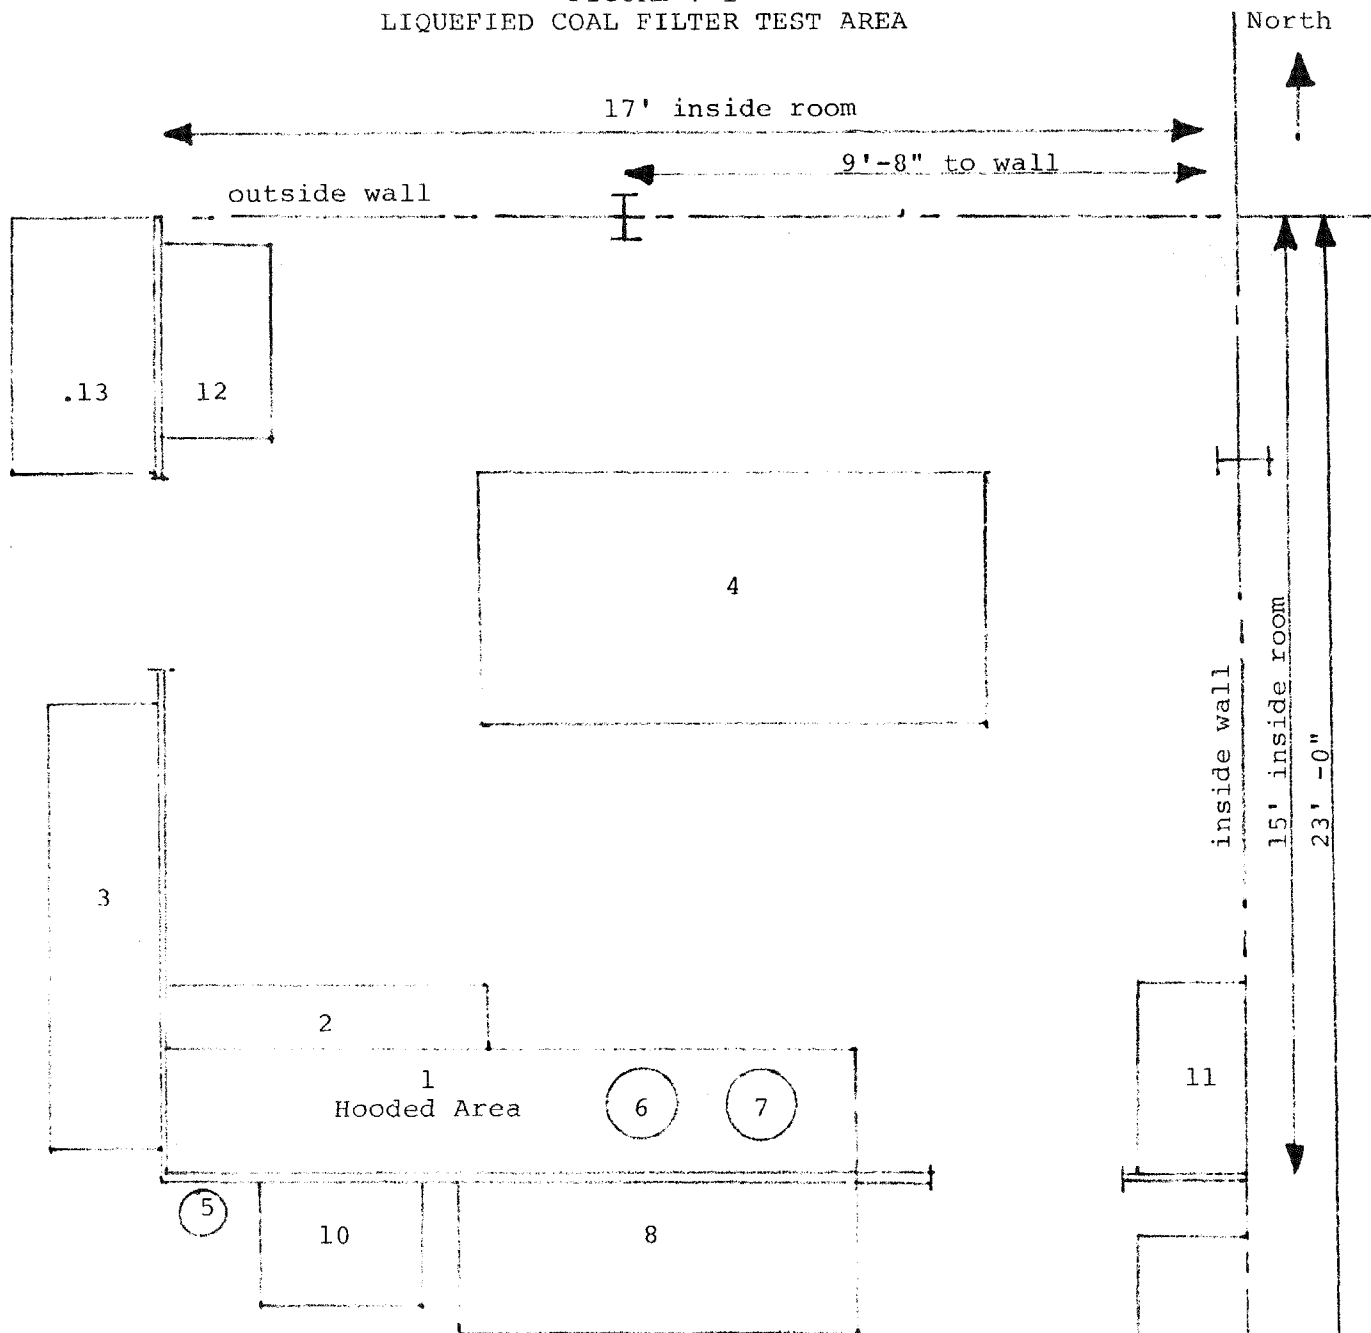 LIQUEFIED COAL FILTER TEST AREA
North
17' inside room
9'-8" to wall
outside wall
.13
12
4
inside wall
15' inside room
23' -0"
3
2
1
Hooded Area
6
7
11
5
10
8